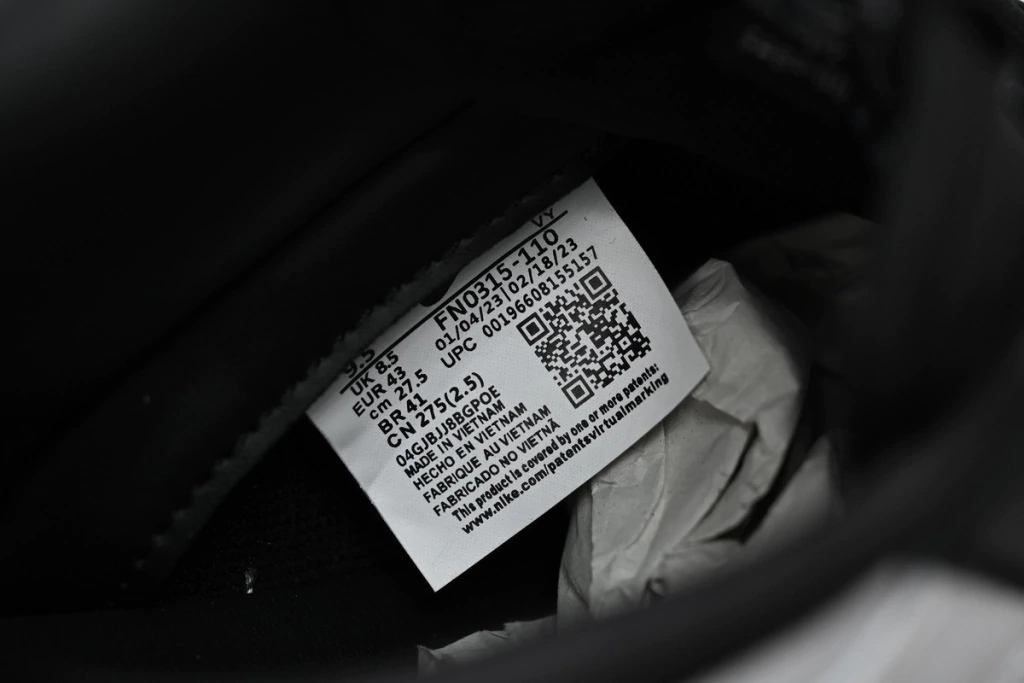 VY
9.5
FN0315-110
UK 8.5
01/04/23|02/18/23
EUR 43
UPC 00196608155157
cm 27.5
BR 41
CN 275(2.5)
04GJBJJ8BGPOE
MADE IN VIETNAM
HECHO EN VIETNAM
FABRIQUE AU VIETNAM
FABRICADO NO VIETNÃ
This product is covered by one or more patents:
www.nike.com/patentsvirtualmarking